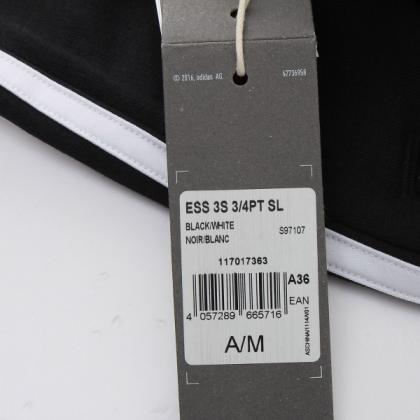 © 2016, adidas AG.
62736958
ESS 3S 3/4PT SL
BLACK/WHITE
S97107
NOIR/BLANC
117017363
A36
EAN
4 057289 665716
A/M